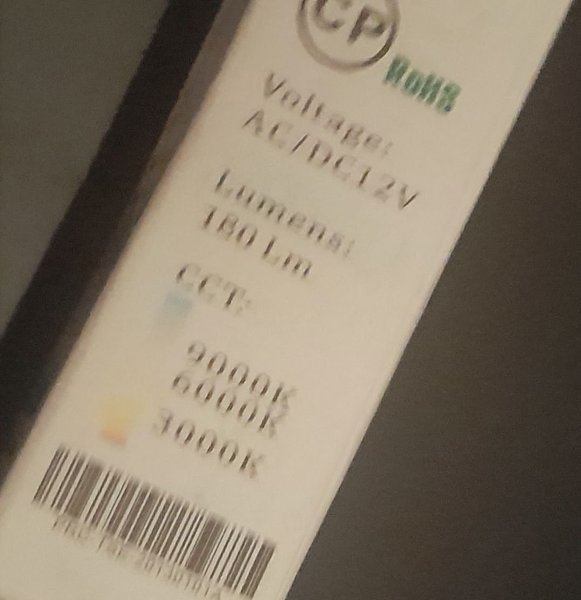 CP
RoHS
Voltage:
AC/DC12V
Lumens:
180 Lm
CCT:
9000K
6000K
3000K